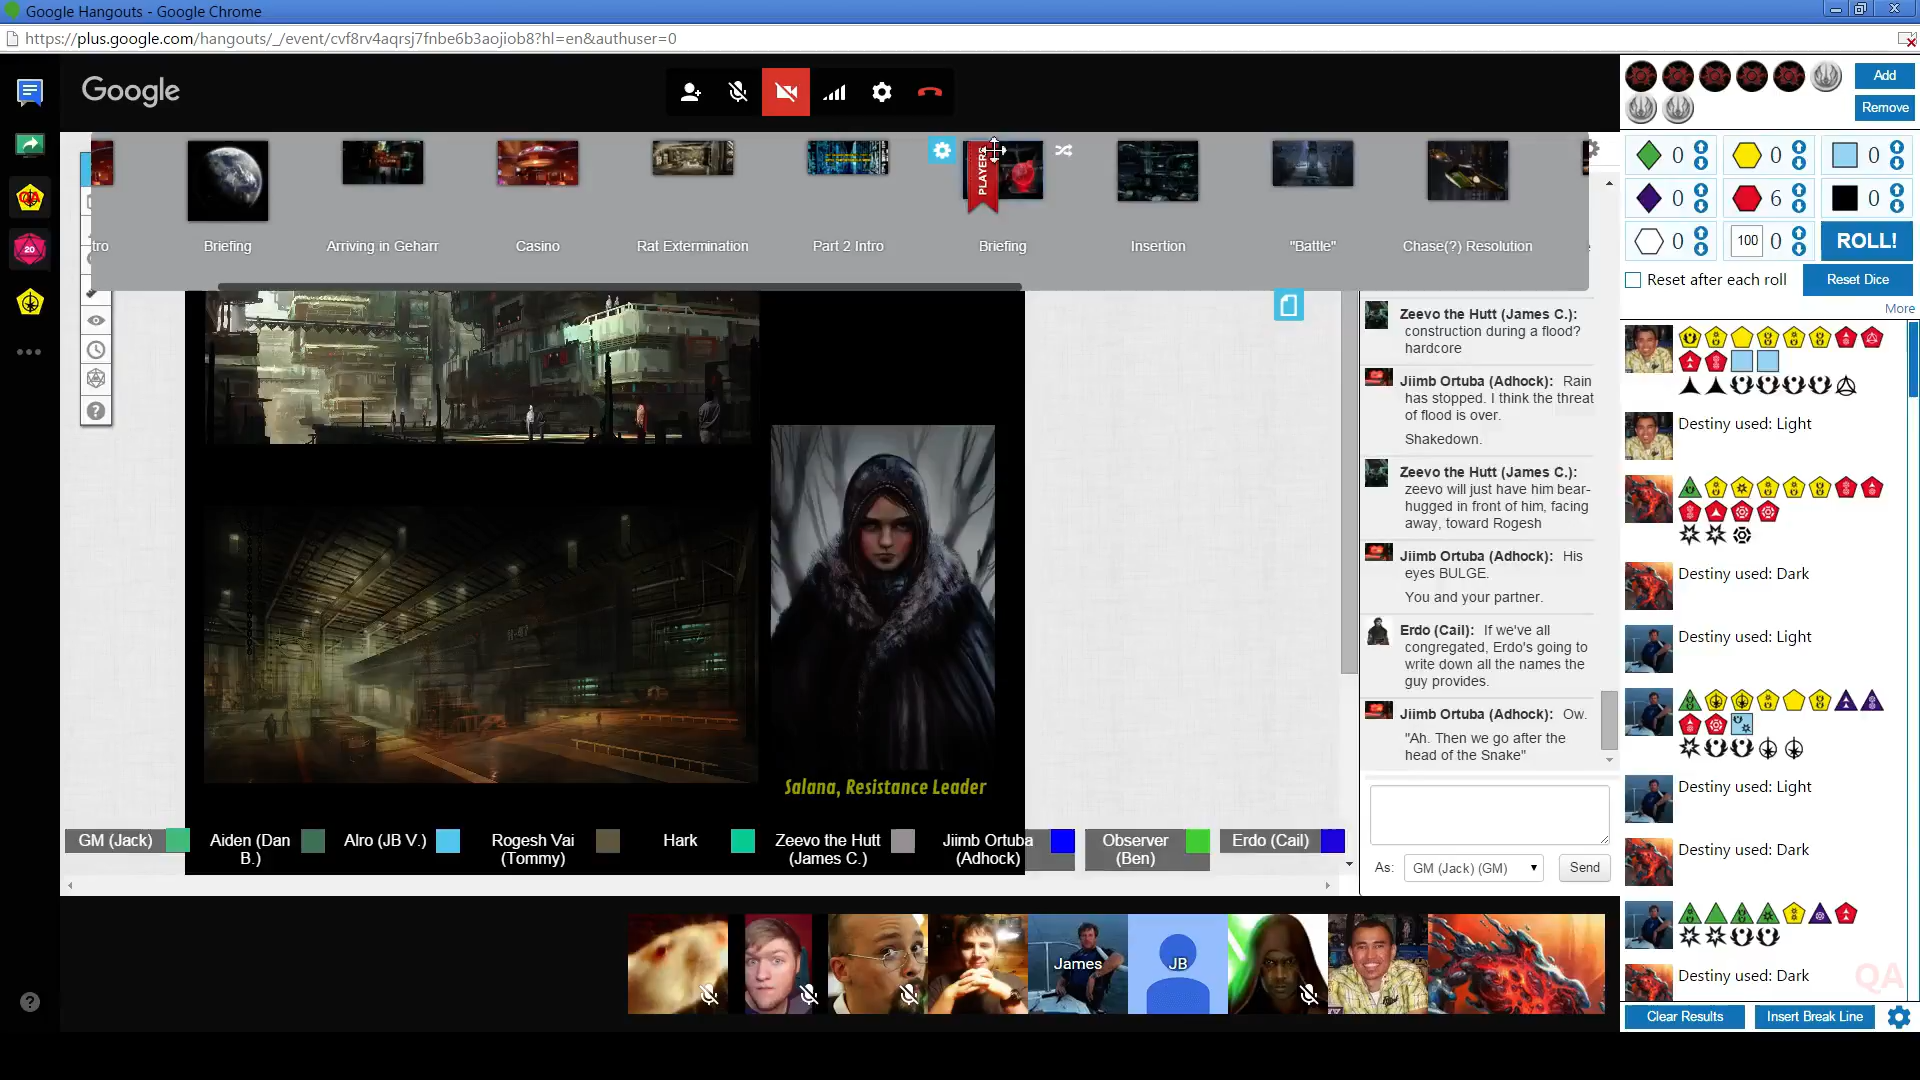 Google Hangouts - Google Chrome
https://plus.google.com/hangouts/_/event/cvf8rv4aqrsj7fnbe6b3aojiob8?hl=en&authuser=0
Google
tro
Briefing
Arriving in Geharr
Casino
Rat Extermination
Part 2 Intro
PLAYERS
Briefing
Insertion
"Battle"
Chase(?) Resolution
Zeevo the Hutt (James C.):
construction during a flood?
hardcore
Jiimb Ortuba (Adhock): Rain
has stopped. I think the threat
of flood is over.
Shakedown.
Zeevo the Hutt (James C.):
zeevo will just have him bear-
hugged in front of him, facing
away, toward Rogesh
Jiimb Ortuba (Adhock): His
eyes BULGE.
You and your partner.
Erdo (Cail): If we've all
congregated, Erdo's going to
write down all the names the
guy provides.
Jiimb Ortuba (Adhock): Ow.
"Ah. Then we go after the
head of the Snake"
As: GM (Jack) (GM)
Send
Salana, Resistance Leader
GM (Jack)
Aiden (Dan
B.)
Alro (JB V.)
Rogesh Vai
(Tommy)
Hark
Zeevo the Hutt
(James C.)
Jiimb Ortuba
(Adhock)
Observer
(Ben)
Erdo (Cail)
James
JB
Add
Remove
0 0 0
0 6 0
0 100 0 ROLL!
Reset after each roll
Reset Dice
More
Destiny used: Light
Destiny used: Dark
Destiny used: Light
Destiny used: Light
Destiny used: Dark
Destiny used: Dark
QA
Clear Results
Insert Break Line
20
?
?